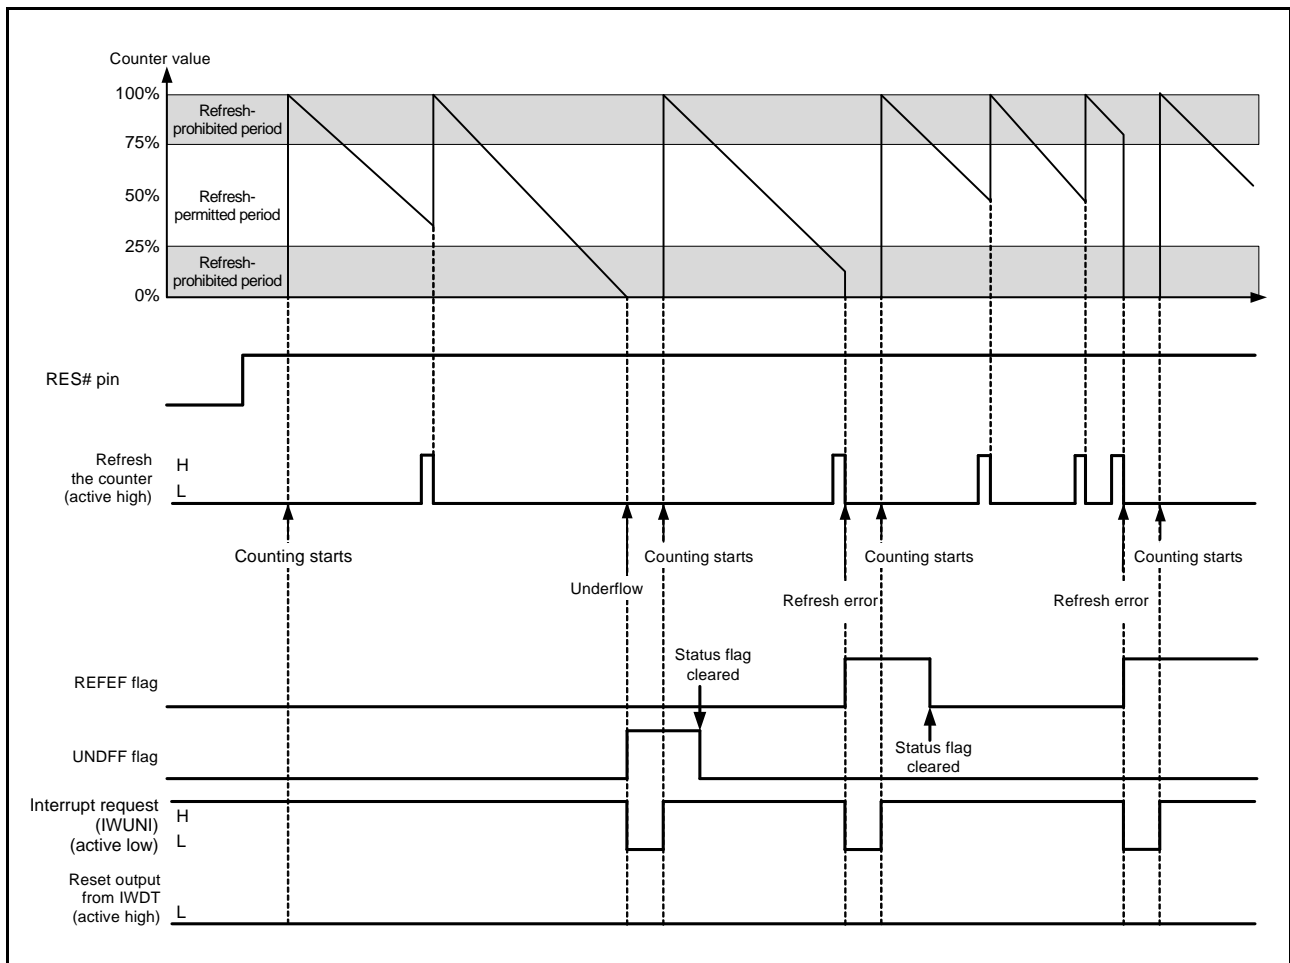 Counter value
100%
Refresh-
prohibited period
75%
50%
Refresh-
permitted period
25%
Refresh-
prohibited period
0%
RES# pin
Refresh
the counter
(active high)
H
L
Counting starts
Counting starts
Counting starts
Counting starts
Underflow
Refresh error
Refresh error
Status flag
cleared
REFEF flag
Status flag
cleared
UNDFF flag
Interrupt request
(IWUNI)
(active low)
H
L
Reset output
from IWDT
(active high)
L